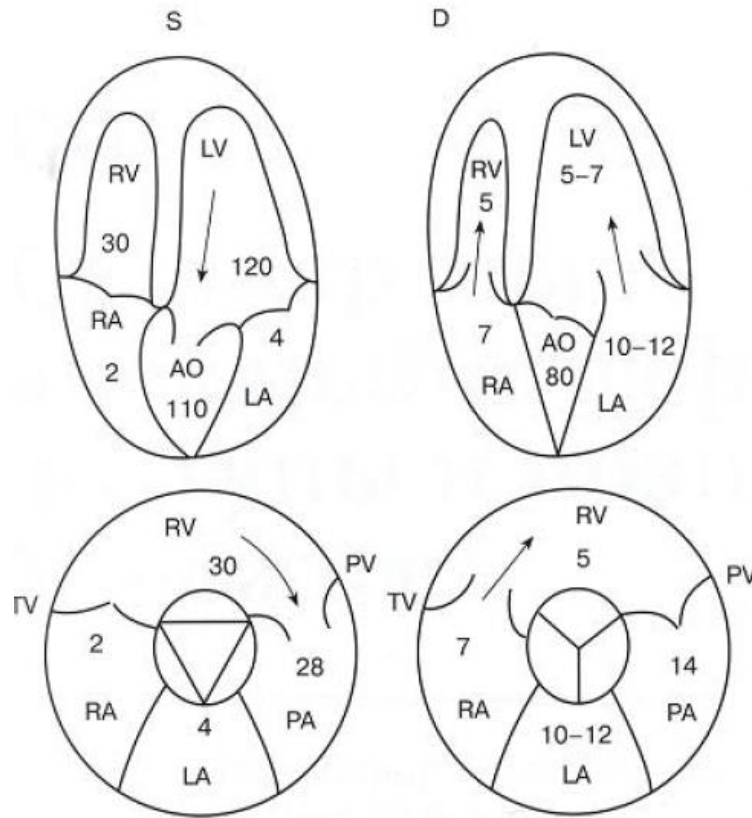 S D
RV LV
30 120
RA 4
2 AO
110 LA
LV
RV 5–7
5
7 AO 10–12
RA 80 LA
RV
30 PV
TV
2 28
RA 4 PA
LA
RV
5 PV
TV
7 14
RA 10–12 PA
LA